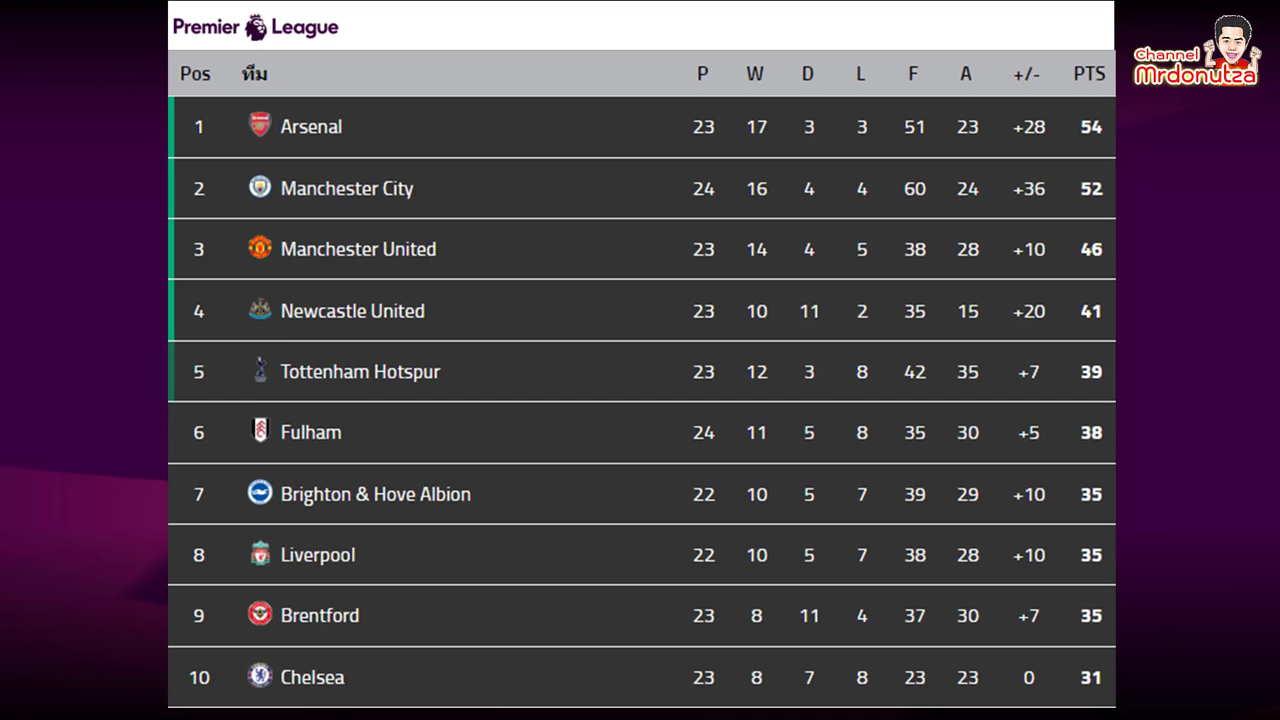 Premier League
Channel
Mrdonutza
Pos ทีม P W D L F A +/- PTS
1 Arsenal 23 17 3 3 51 23 +28 54
2 Manchester City 24 16 4 4 60 24 +36 52
3 Manchester United 23 14 4 5 38 28 +10 46
4 Newcastle United 23 10 11 2 35 15 +20 41
5 Tottenham Hotspur 23 12 3 8 42 35 +7 39
6 Fulham 24 11 5 8 35 30 +5 38
7 Brighton & Hove Albion 22 10 5 7 39 29 +10 35
8 Liverpool 22 10 5 7 38 28 +10 35
9 Brentford 23 8 11 4 37 30 +7 35
10 Chelsea 23 8 7 8 23 23 0 31